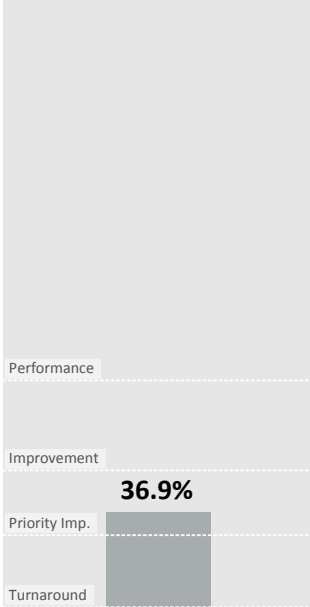 Performance
Improvement
36.9%
Priority Imp.
Turnaround